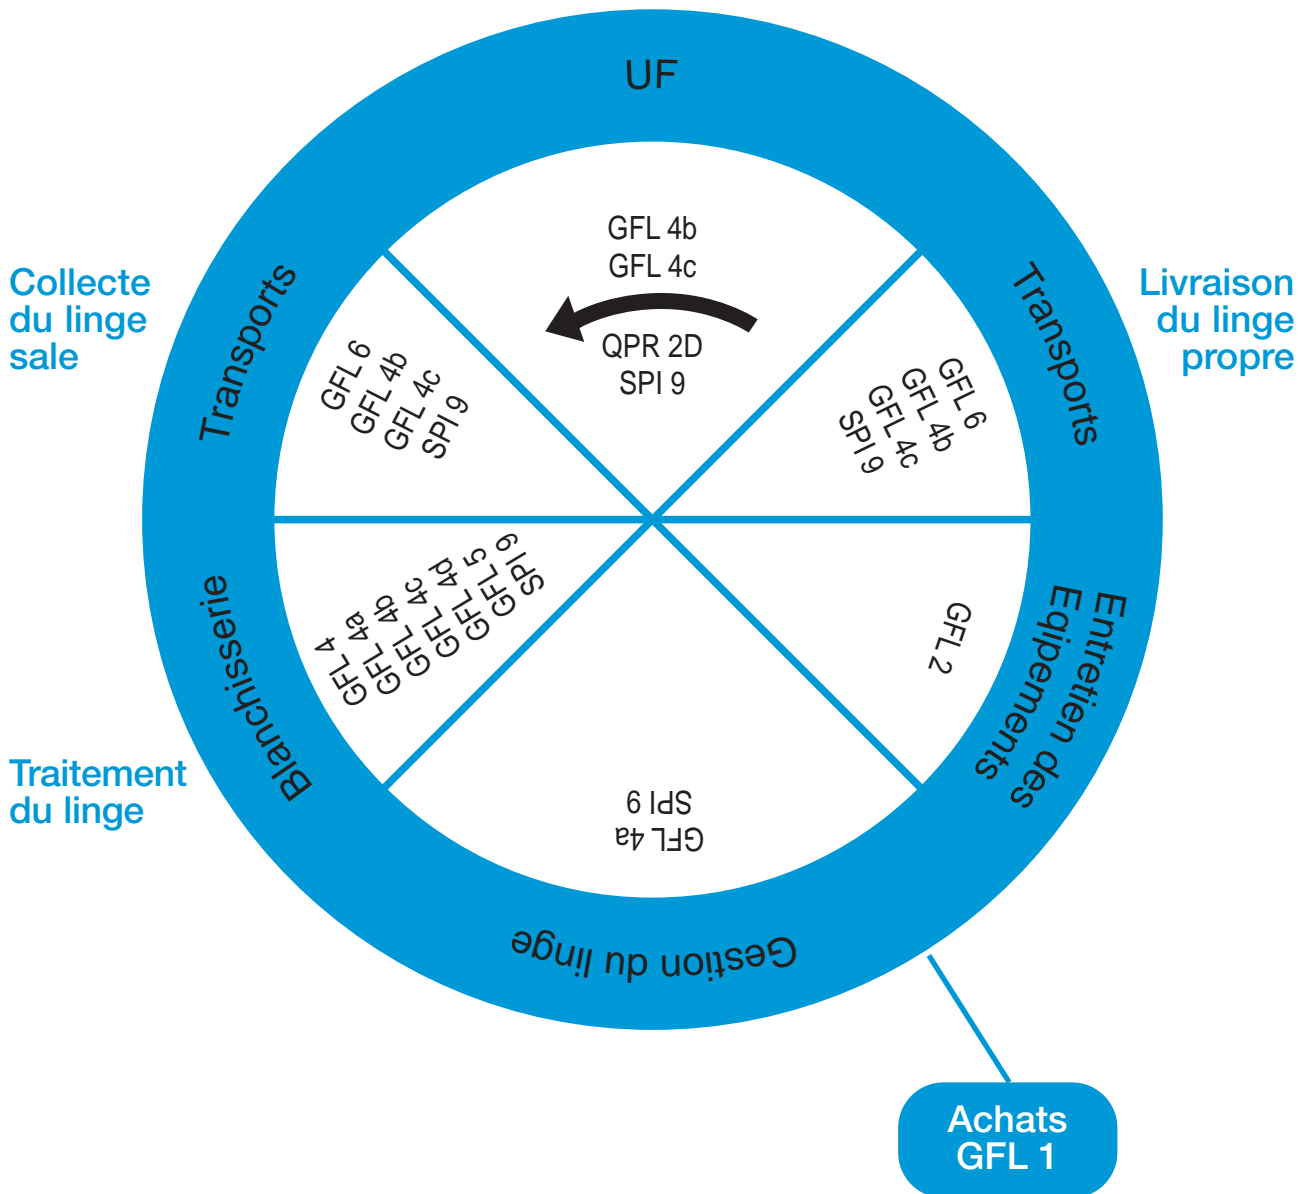 UF
GFL 4b
GFL 4c
QPR 2D
SPI 9
Collecte
du linge
sale
Transports
GFL 6
GFL 4b
GFL 4c
SPI 9
Livraison
du linge
propre
Transports
GFL 6
GFL 4b
GFL 4c
SPI 9
Blanchisserie
GFL 4
GFL 4a
GFL 4b
GFL 4c
GFL 4d
GFL 5
SPI 9
Entretien des
Eqipements
GFL 2
Traitement
du linge
GFL 4a
SPI 9
Gestion du linge
Achats
GFL 1